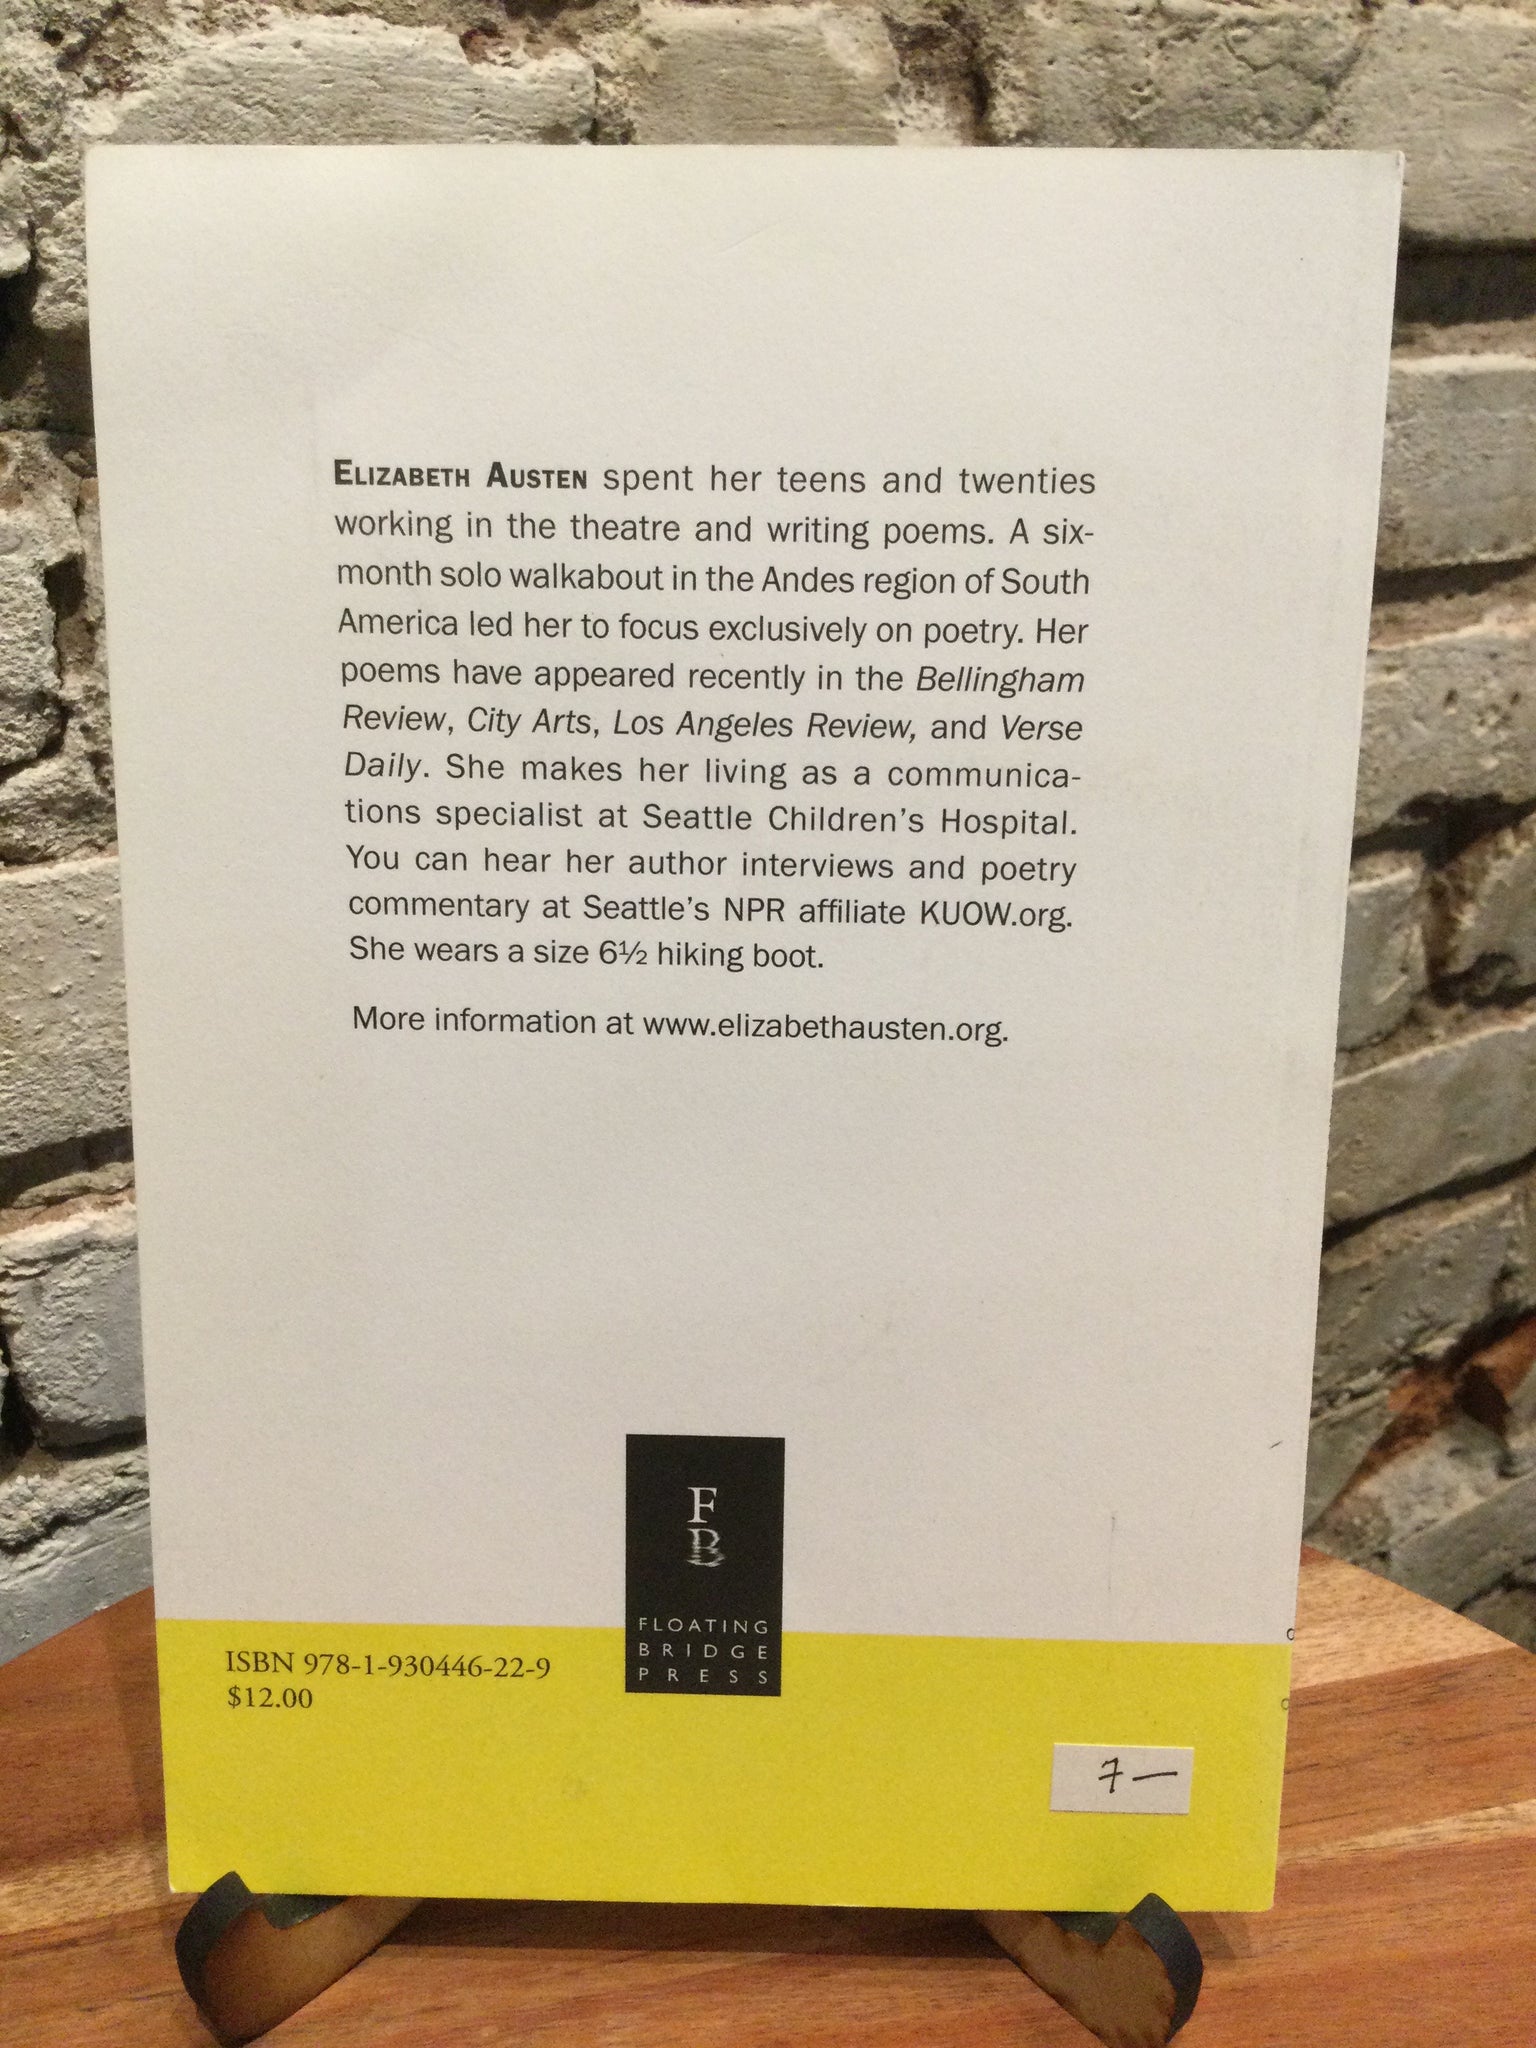 ELIZABETH AUSTEN spent her teens and twenties
working in the theatre and writing poems. A six-
month solo walkabout in the Andes region of South
America led her to focus exclusively on poetry. Her
poems have appeared recently in the Bellingham
Review, City Arts, Los Angeles Review, and Verse
Daily. She makes her living as a communica-
tions specialist at Seattle Children's Hospital.
You can hear her author interviews and poetry
commentary at Seattle's NPR affiliate KUOW.org.
She wears a size 6½ hiking boot.
More information at www.elizabethausten.org.
F
B
FLOATING
BRIDGE
PRESS
ISBN 978-1-930446-22-9
$12.00
7—